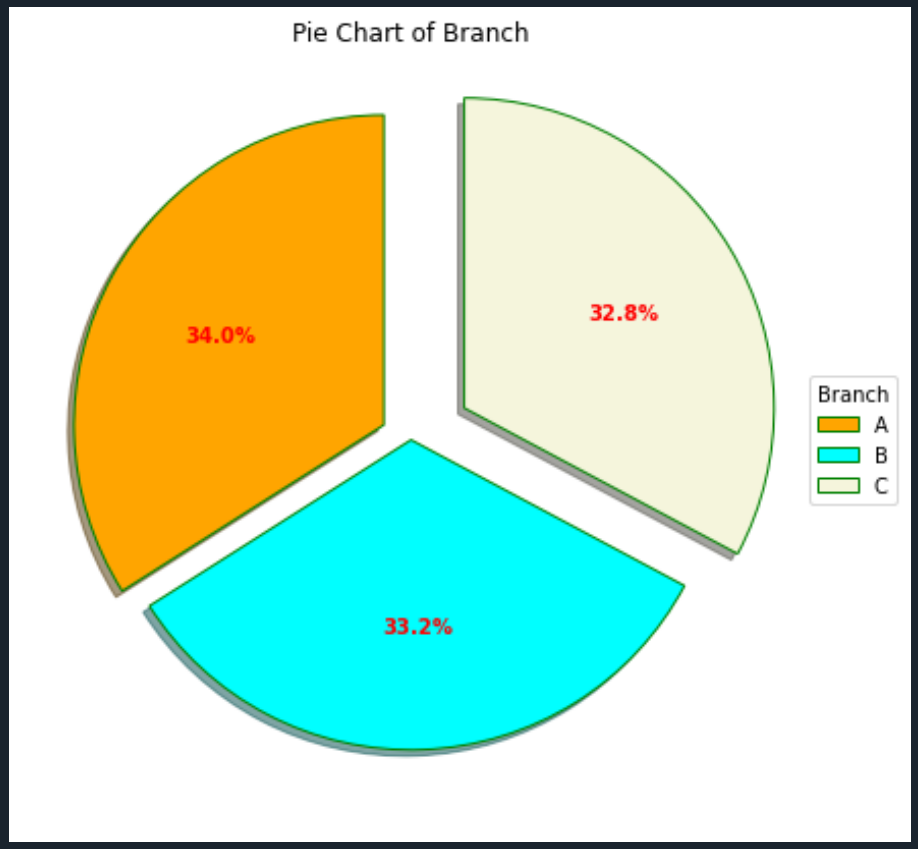 Pie Chart of Branch
34.0%
32.8%
33.2%
Branch
A
B
C